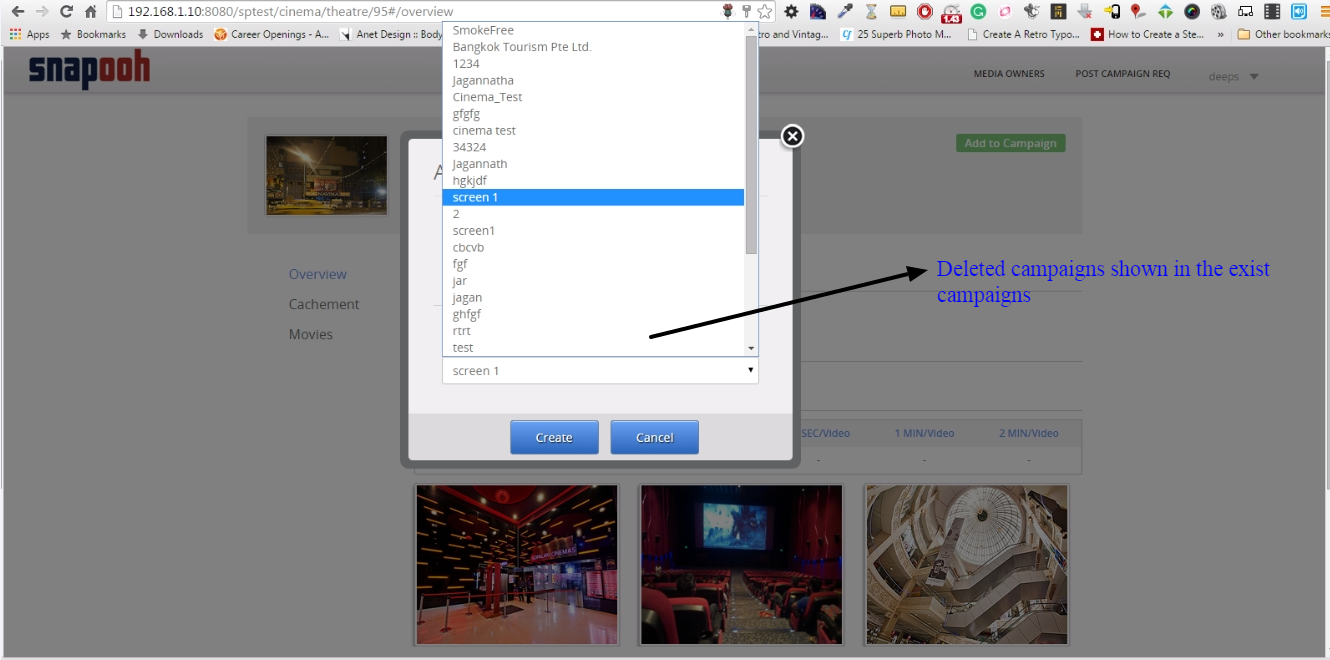 192.168.1.10:8080/sptest/cinema/theatre/95#/overview
1.43
Apps Bookmarks Downloads Career Openings - A... Anet Design :: Body tro and Vintag... 25 Superb Photo M... Create A Retro Typo... How to Create a Ste... » Other bookmarks
snapooh
MEDIA OWNERS POST CAMPAIGN REQ deeps
Add to Campaign
SmokeFree
Bangkok Tourism Pte Ltd.
1234
Jagannatha
Cinema_Test
gfgfg
cinema test
34324
Jagannath
hgkjdf
screen 1
2
screen1
cbcvb
fgf
jar
jagan
ghfgf
rtrt
test
screen 1
Create Cancel
Overview
Cachement
Movies
Deleted campaigns shown in the exist
campaigns
SEC/Video 1 MIN/Video 2 MIN/Video
- - -